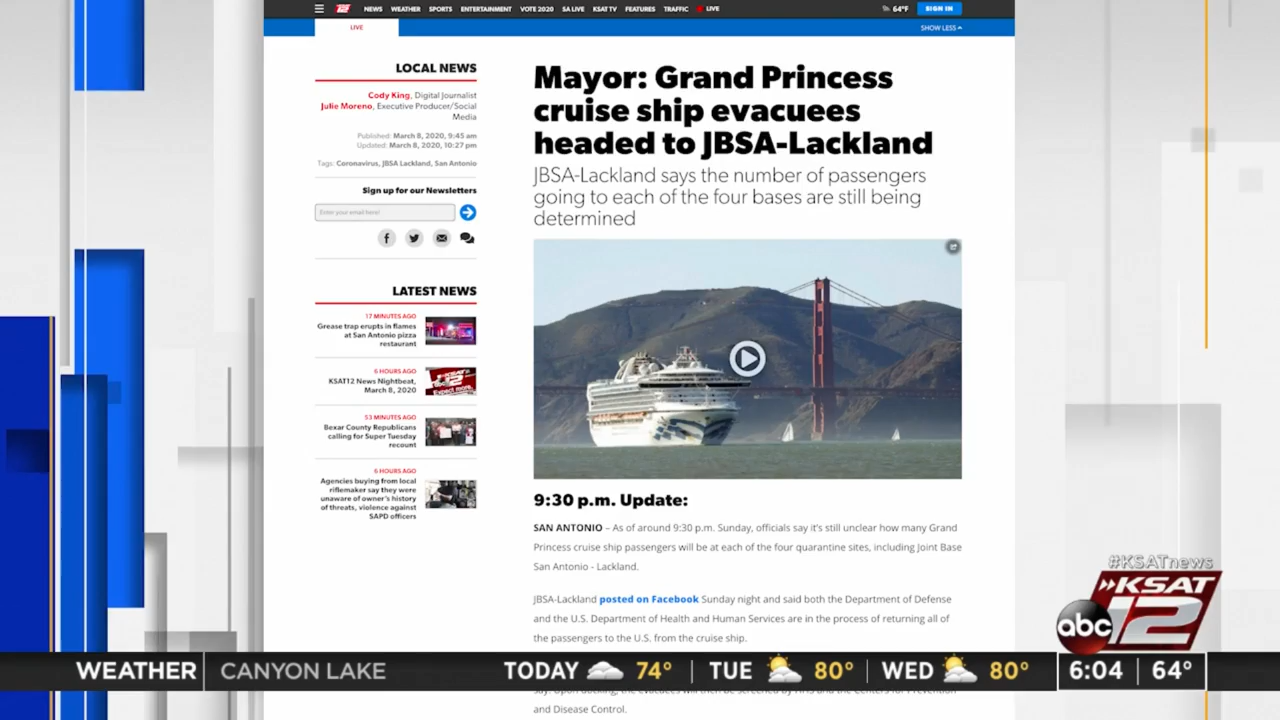 NEWS WEATHER SPORTS ENTERTAINMENT VOTE 2020 SA LIVE KSAT TV FEATURES TRAFFIC LIVE 64°F SIGN IN
LIVE
SHOW LESS
LOCAL NEWS
Cody King, Digital Journalist
Julie Moreno, Executive Producer/Social
Media
Published: March 8, 2020, 9:45 am
Updated: March 8, 2020, 10:27 pm
Tags: Coronavirus, JBSA Lackland, San Antonio
Sign up for our Newsletters
Enter your email here!
LATEST NEWS
17 MINUTES AGO
Grease trap erupts in flames
at San Antonio pizza
restaurant
6 HOURS AGO
KSAT12 News Nightbeat,
March 8, 2020
53 MINUTES AGO
Bexar County Republicans
calling for Super Tuesday
recount
6 HOURS AGO
Agencies buying from local
riflemaker say they were
unaware of owner's history
of threats, violence against
SAPD officers
Mayor: Grand Princess
cruise ship evacuees
headed to JBSA-Lackland
JBSA-Lackland says the number of passengers
going to each of the four bases are still being
determined
9:30 p.m. Update:
SAN ANTONIO – As of around 9:30 p.m. Sunday, officials say it's still unclear how many Grand
Princess cruise ship passengers will be at each of the four quarantine sites, including Joint Base
San Antonio - Lackland.
JBSA-Lackland posted on Facebook Sunday night and said both the Department of Defense
and the U.S. Department of Health and Human Services are in the process of returning all of
the passengers to the U.S. from the cruise ship.
and Disease Control.
#KSATnews
KSAT
abc 12
WEATHER CANYON LAKE TODAY 74° TUE 80° WED 80° 6:04 64°